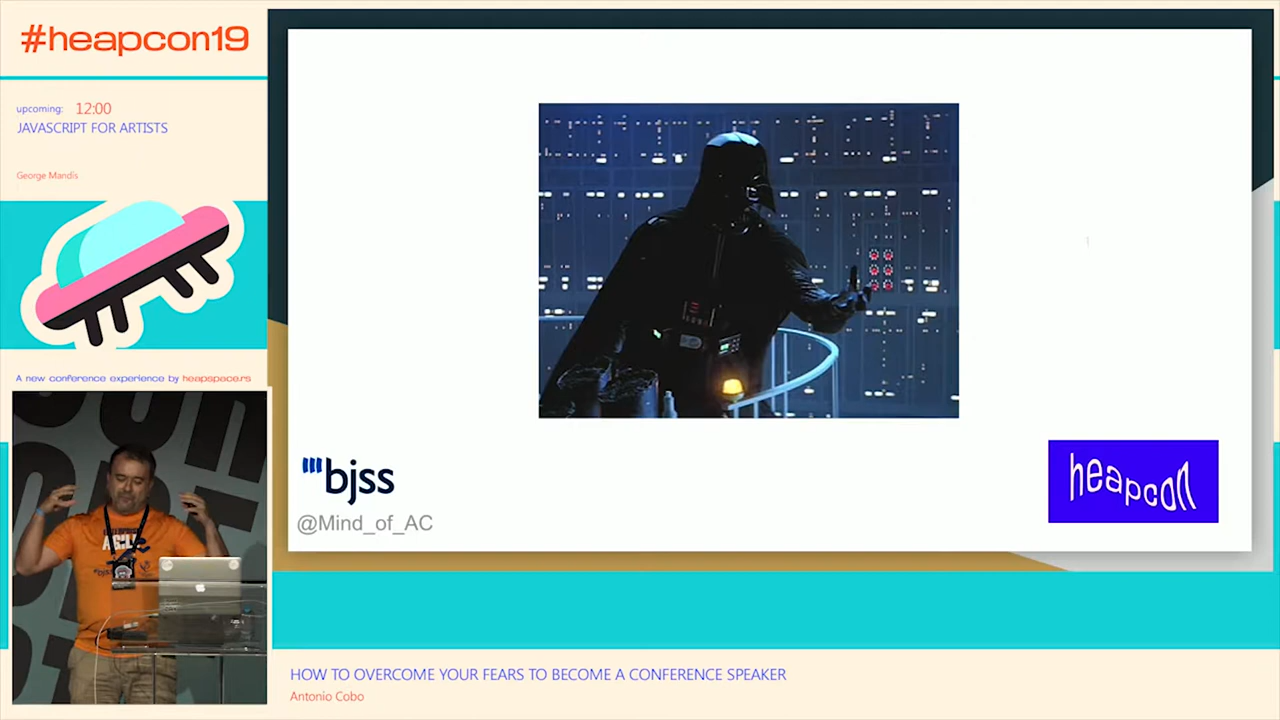 #heapcon19
upcoming: 12:00
JAVASCRIPT FOR ARTISTS
George Mandis
A new conference experience by heapspace.rs
bjss
@Mind_of_AC
heapcon
HOW TO OVERCOME YOUR FEARS TO BECOME A CONFERENCE SPEAKER
Antonio Cobo